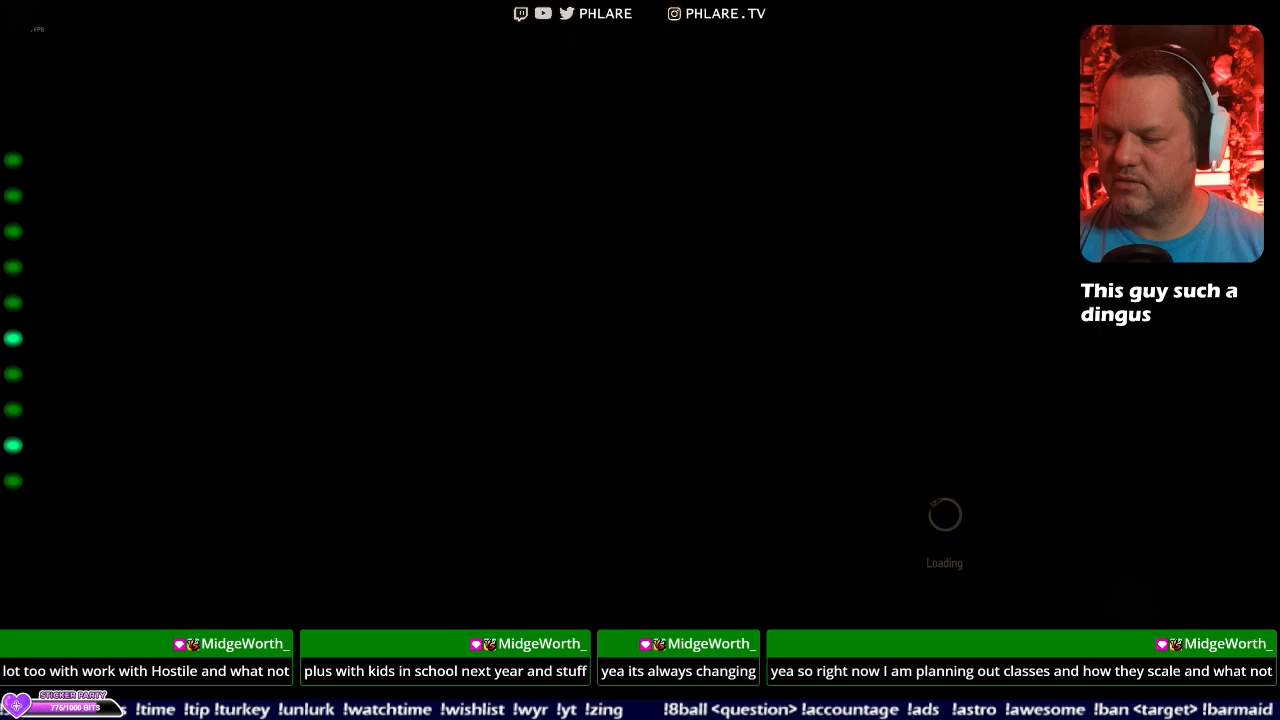 PHLARE
PHLARE.TV
.FPS
This guy such a
dingus
Loading
MidgeWorth_
lot too with work with Hostile and what not
MidgeWorth_
plus with kids in school next year and stuff
MidgeWorth_
yea its always changing
MidgeWorth_
yea so right now I am planning out classes and how they scale and what not
STICKER PARTY
775/1000 BITS
!time !tip !turkey !unlurk !watchtime !wishlist !wyr !yt !zing !8ball <question> !accountage !ads !astro !awesome !ban <target> !barmaid